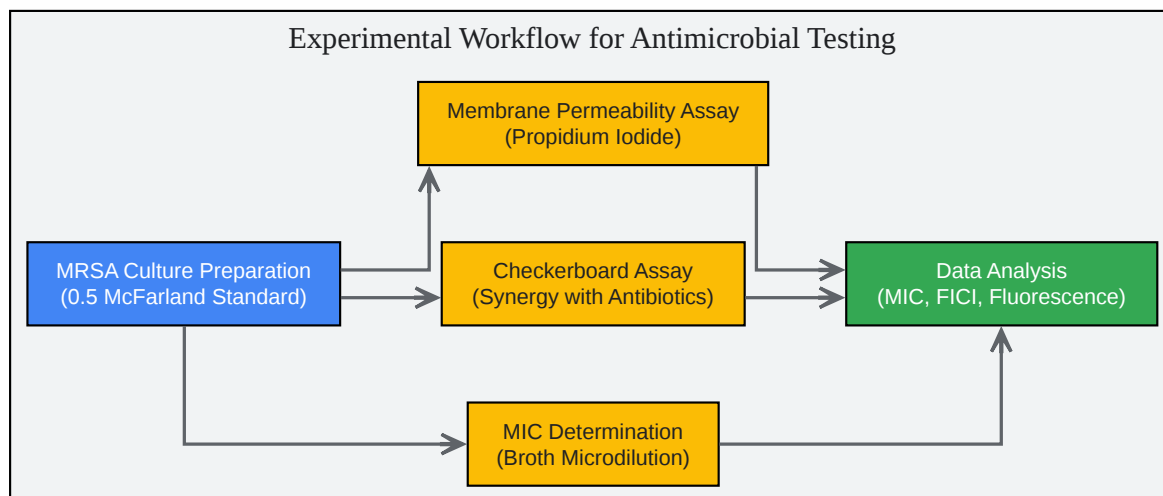 Experimental Workflow for Antimicrobial Testing
Membrane Permeability Assay
(Propidium Iodide)
MRSA Culture Preparation
(0.5 McFarland Standard)
Checkerboard Assay
(Synergy with Antibiotics)
Data Analysis
(MIC, FICI, Fluorescence)
MIC Determination
(Broth Microdilution)